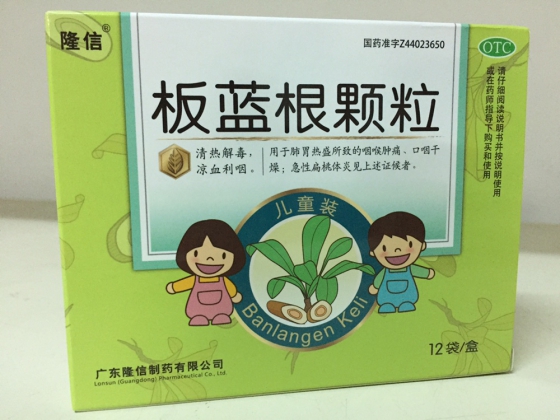 隆信®
国药准字Z44023650
OTC
请仔细阅读说明书并按说明使用
或在药师指导下购买和使用
板蓝根颗粒
清热解毒，
凉血利咽。
用于肺胃热盛所致的咽喉肿痛、口咽干
燥；急性扁桃体炎见上述证候者。
儿童装
Banlangen Keli
12袋/盒
广东隆信制药有限公司
Lonsun (Guangdong) Pharmaceutical Co., Ltd.